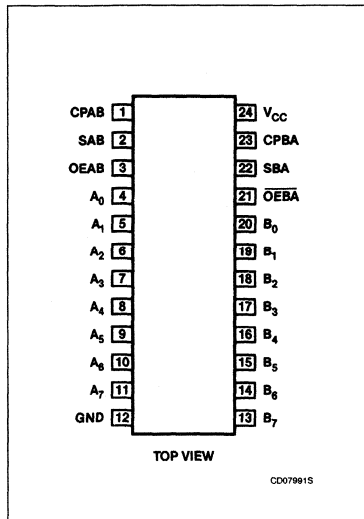 CPAB 1 24 V_CC
SAB 2 23 CPBA
OEAB 3 22 SBA
A₀ 4 21 O̅E̅B̅A̅
A₁ 5 20 B₀
A₂ 6 19 B₁
A₃ 7 18 B₂
A₄ 8 17 B₃
A₅ 9 16 B₄
A₆ 10 15 B₅
A₇ 11 14 B₆
GND 12 13 B₇
TOP VIEW
CD07991S